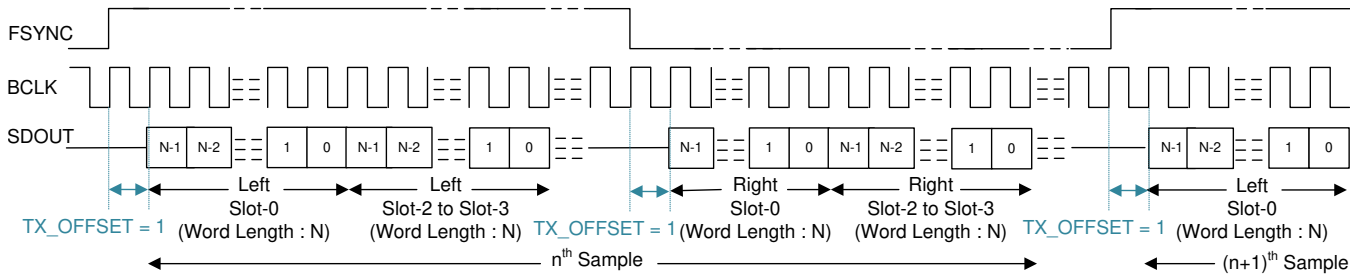 FSYNC
BCLK
SDOUT
N-1 N-2 1 0 N-1 N-2 1 0 N-1 1 0 N-1 N-2 1 0 N-1 N-2 1 0
Left Left Right Right Left
Slot-0 Slot-2 to Slot-3 Slot-0 Slot-2 to Slot-3 Slot-0
TX_OFFSET = 1 (Word Length : N) (Word Length : N) TX_OFFSET = 1 (Word Length : N) (Word Length : N) TX_OFFSET = 1 (Word Length : N)
nth Sample (n+1)th Sample